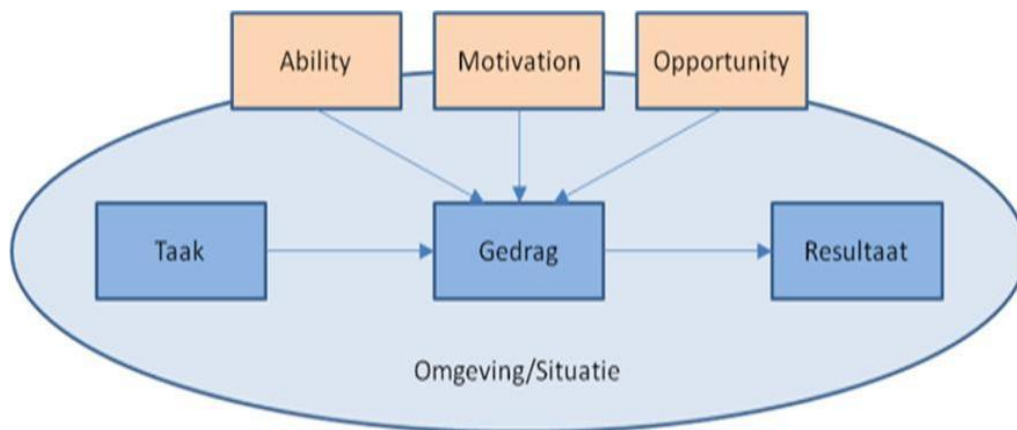 Ability
Motivation
Opportunity
Taak
Gedrag
Resultaat
Omgeving/Situatie